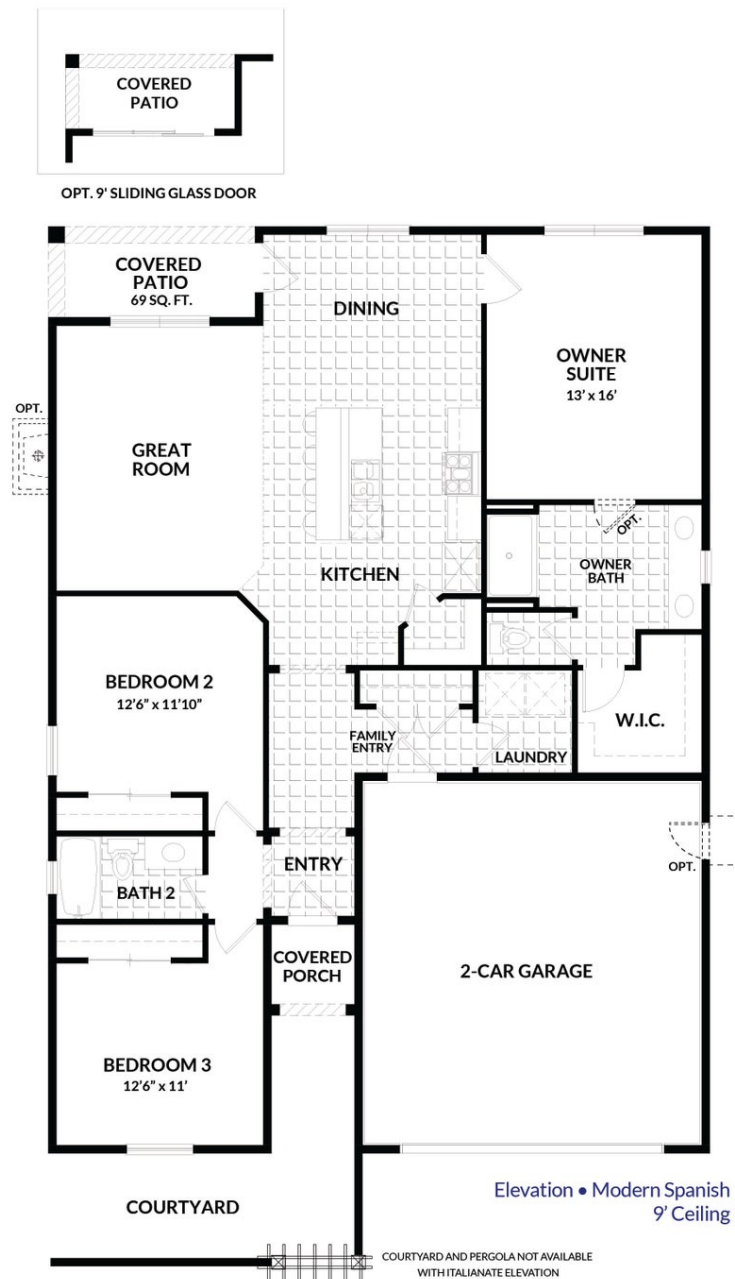 COVERED
PATIO
OPT. 9' SLIDING GLASS DOOR
COVERED
PATIO
69 SQ. FT.
DINING
OWNER
SUITE
13' x 16'
OPT.
GREAT
ROOM
OPT.
OWNER
BATH
KITCHEN
BEDROOM 2
12'6" x 11'10"
W.I.C.
FAMILY
ENTRY
LAUNDRY
ENTRY
OPT.
BATH 2
COVERED
PORCH
2-CAR GARAGE
BEDROOM 3
12'6" x 11'
COURTYARD
Elevation • Modern Spanish
9' Ceiling
COURTYARD AND PERGOLA NOT AVAILABLE
WITH ITALIANATE ELEVATION